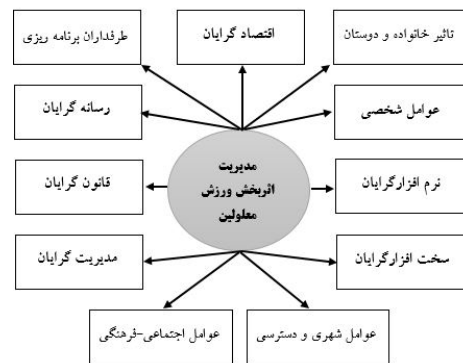 تاثیر خانواده و دوستان
اقتصاد گرایان
طرفداران برنامه ریزی
عوامل شخصی
رسانه گرایان
مدیریت
اثربخش ورزش
معلولین
نرم افزارگرایان
قانون گرایان
سخت افزارگرایان
مدیریت گرایان
عوامل شهری و دسترسی
عوامل اجتماعی-فرهنگی